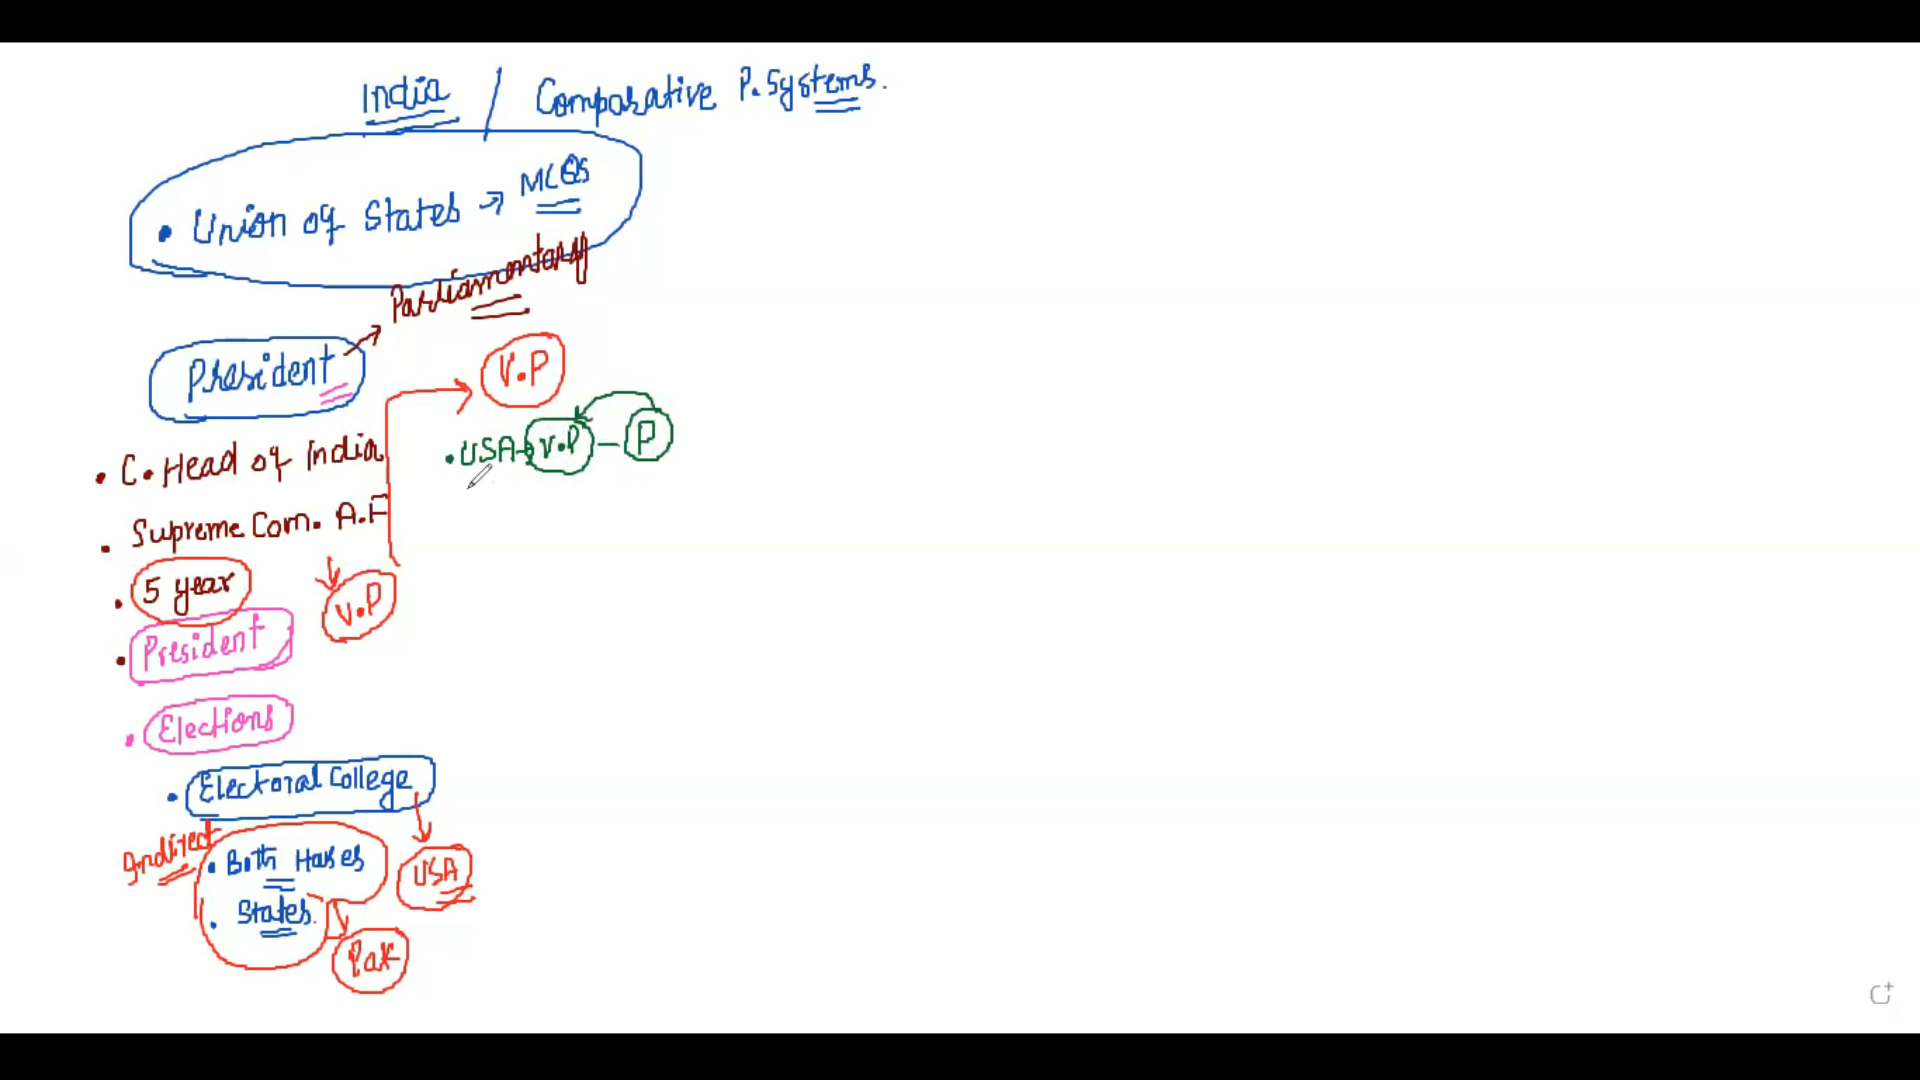 India / Comparative P. Systems.
• Union of States → MCQS
Parliamentary
President
V.P
• C. Head of India
• USA → V.P — P
• Supreme Com. A.F
• 5 year
V.P
• President
• Elections
• Electoral College
Indirect
• Both Houses
USA
• States.
Pak